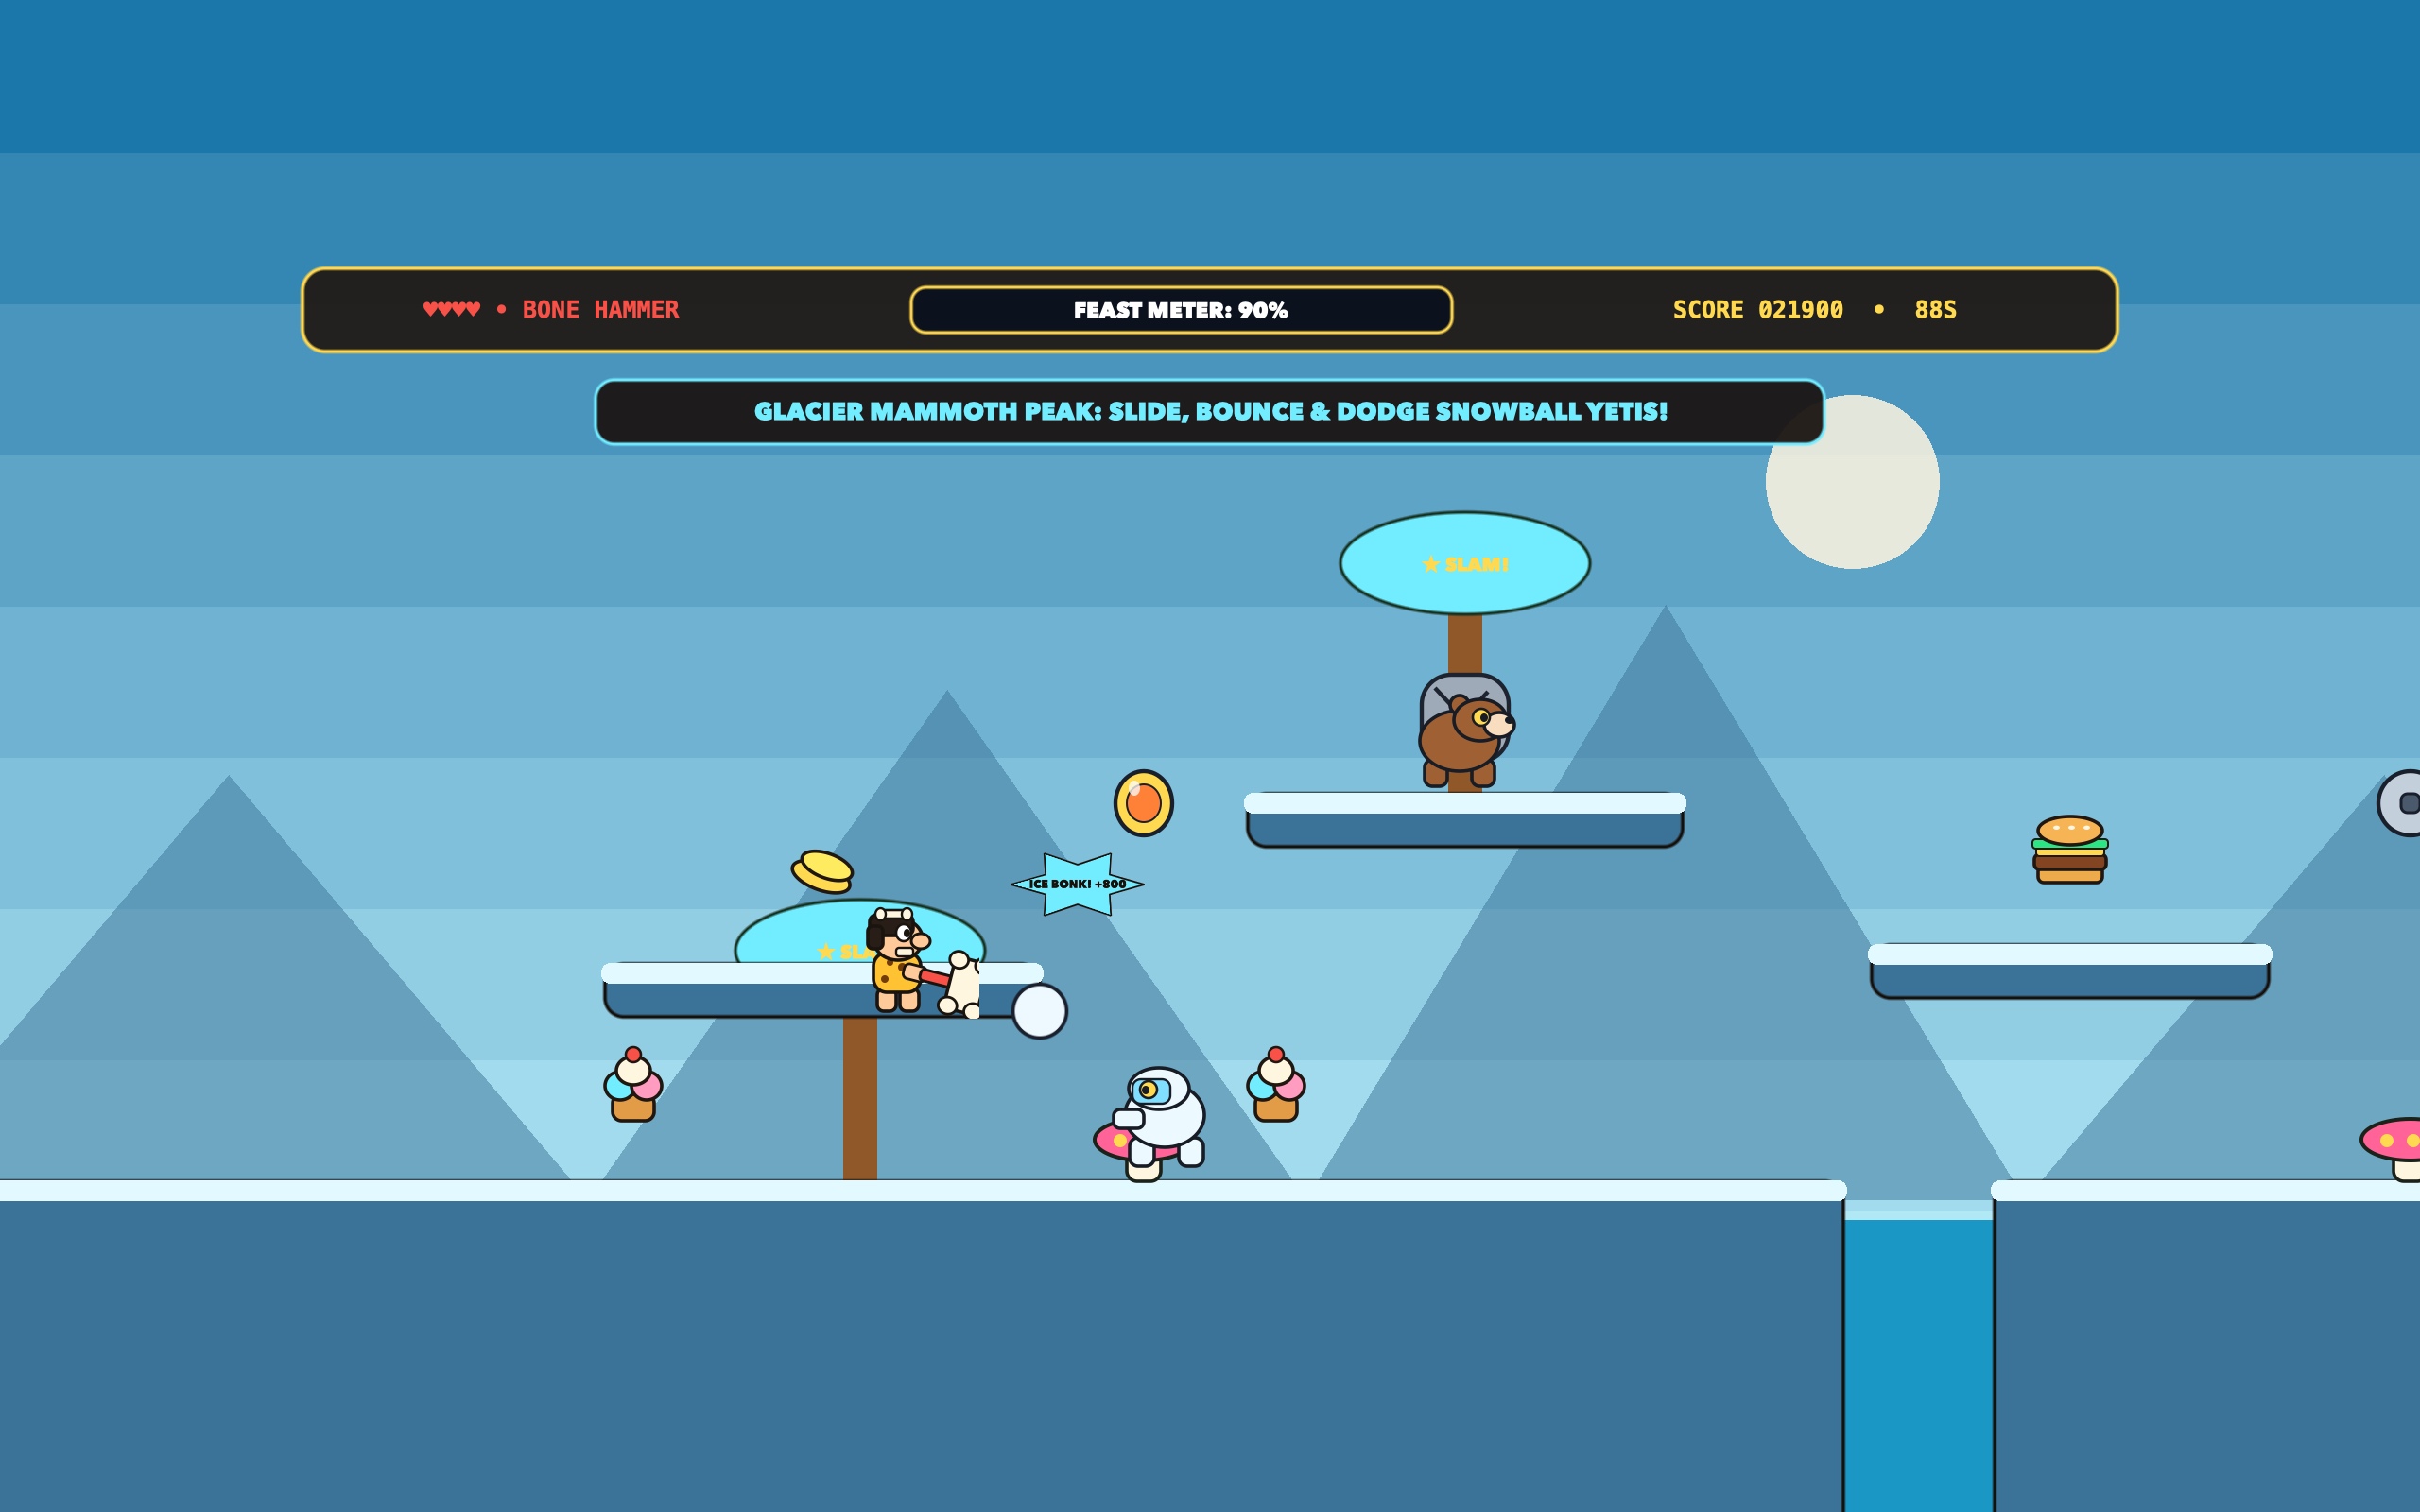 ♥♥♥♥ • BONE HAMMER
FEAST METER: 90%
SCORE 021900 • 88S
GLACIER MAMMOTH PEAK: SLIDE, BOUNCE & DODGE SNOWBALL YETIS!
★ SLAM!
ICE BONK! +800
★ SL